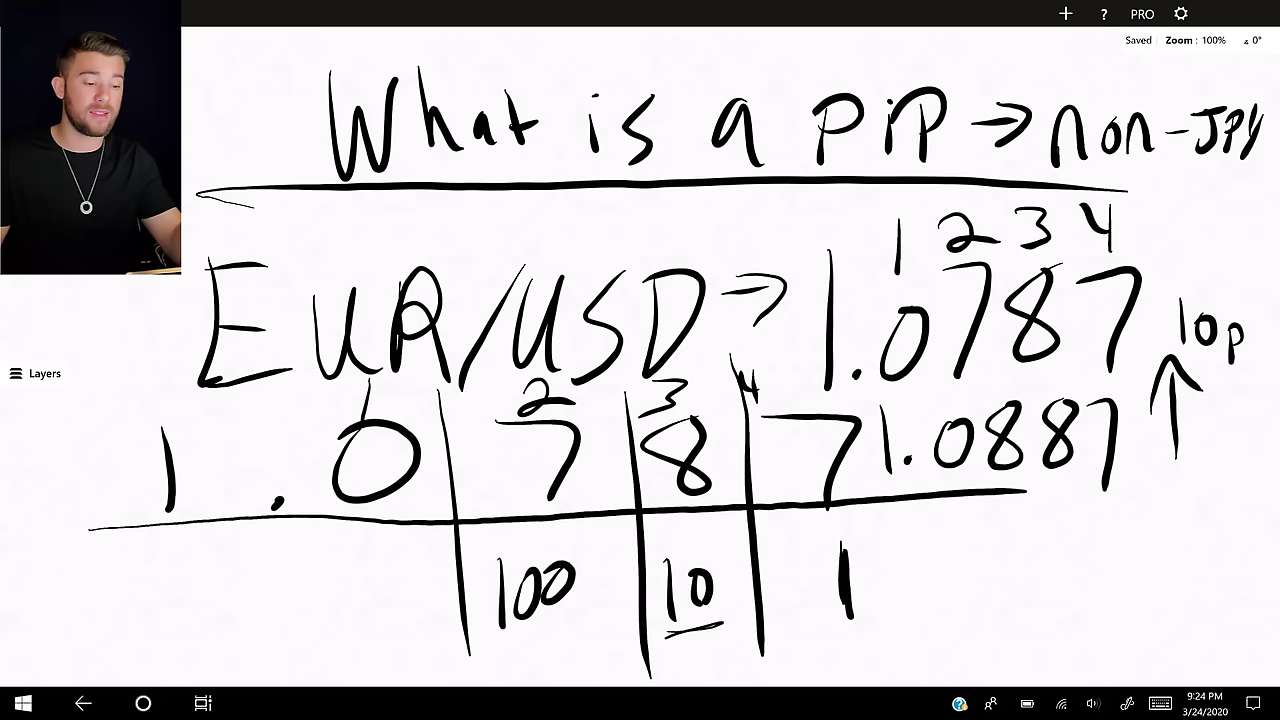 PRO
Saved Zoom : 100% 0°
What is a PiP → non-JPY
1 2 3 4
EUR/USD → 1.0787
10p
1 2 3 4
1 . 0 7 8 7
1.0887
100 10 1
Layers
9:24 PM
3/24/2020